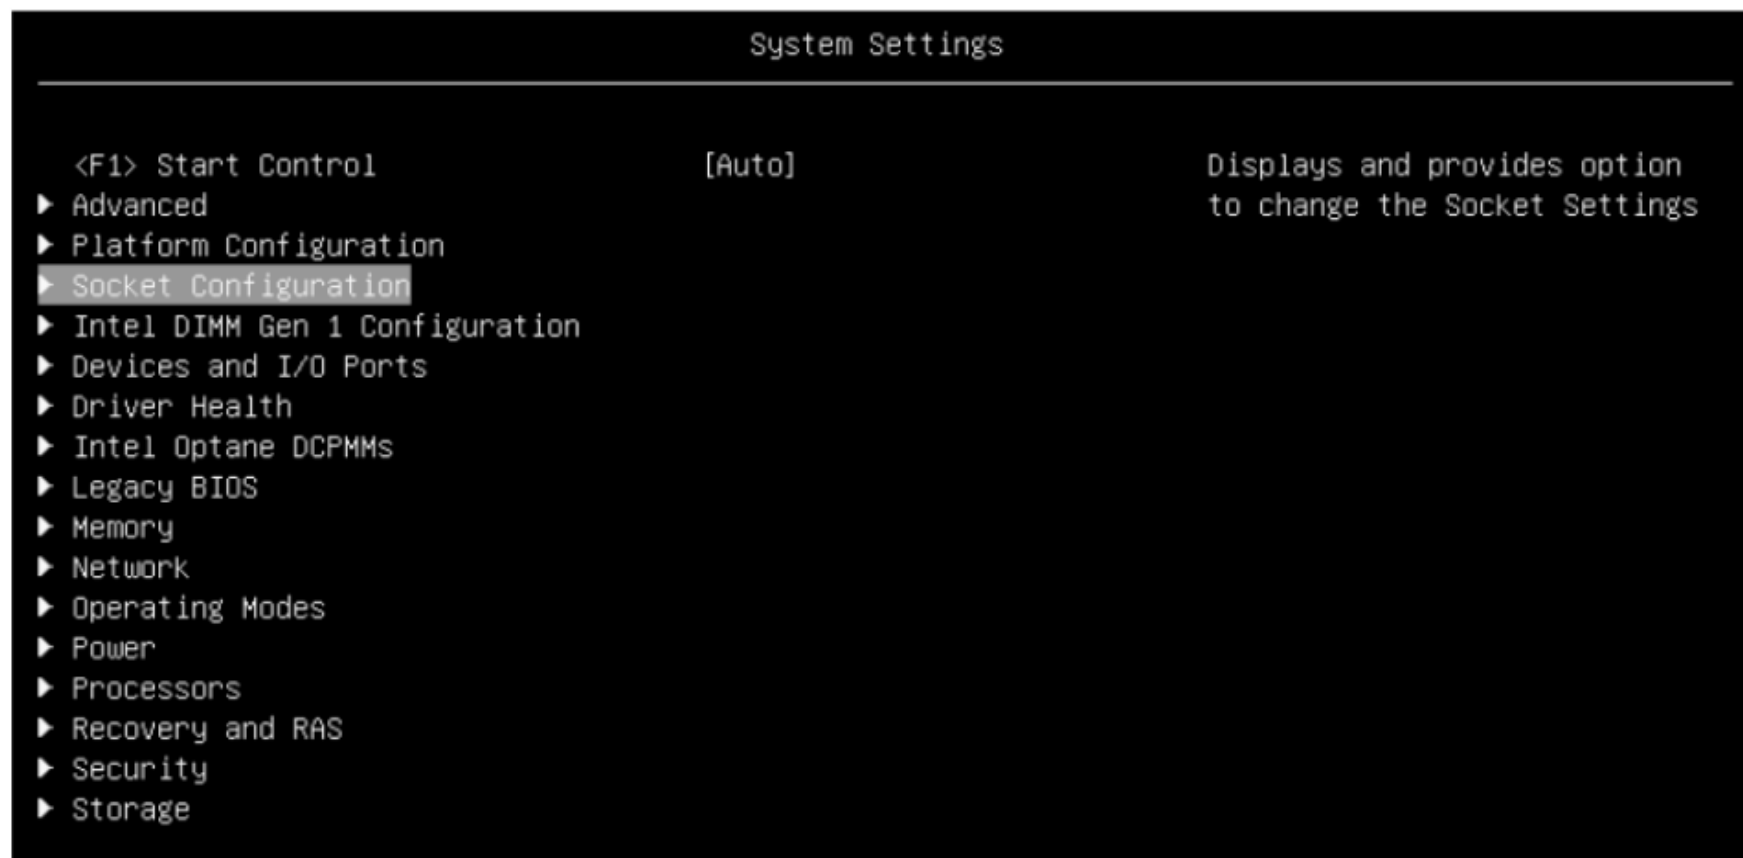 System Settings
<F1> Start Control [Auto]
Displays and provides option
to change the Socket Settings
Advanced
Platform Configuration
Socket Configuration
Intel DIMM Gen 1 Configuration
Devices and I/O Ports
Driver Health
Intel Optane DCPMMs
Legacy BIOS
Memory
Network
Operating Modes
Power
Processors
Recovery and RAS
Security
Storage